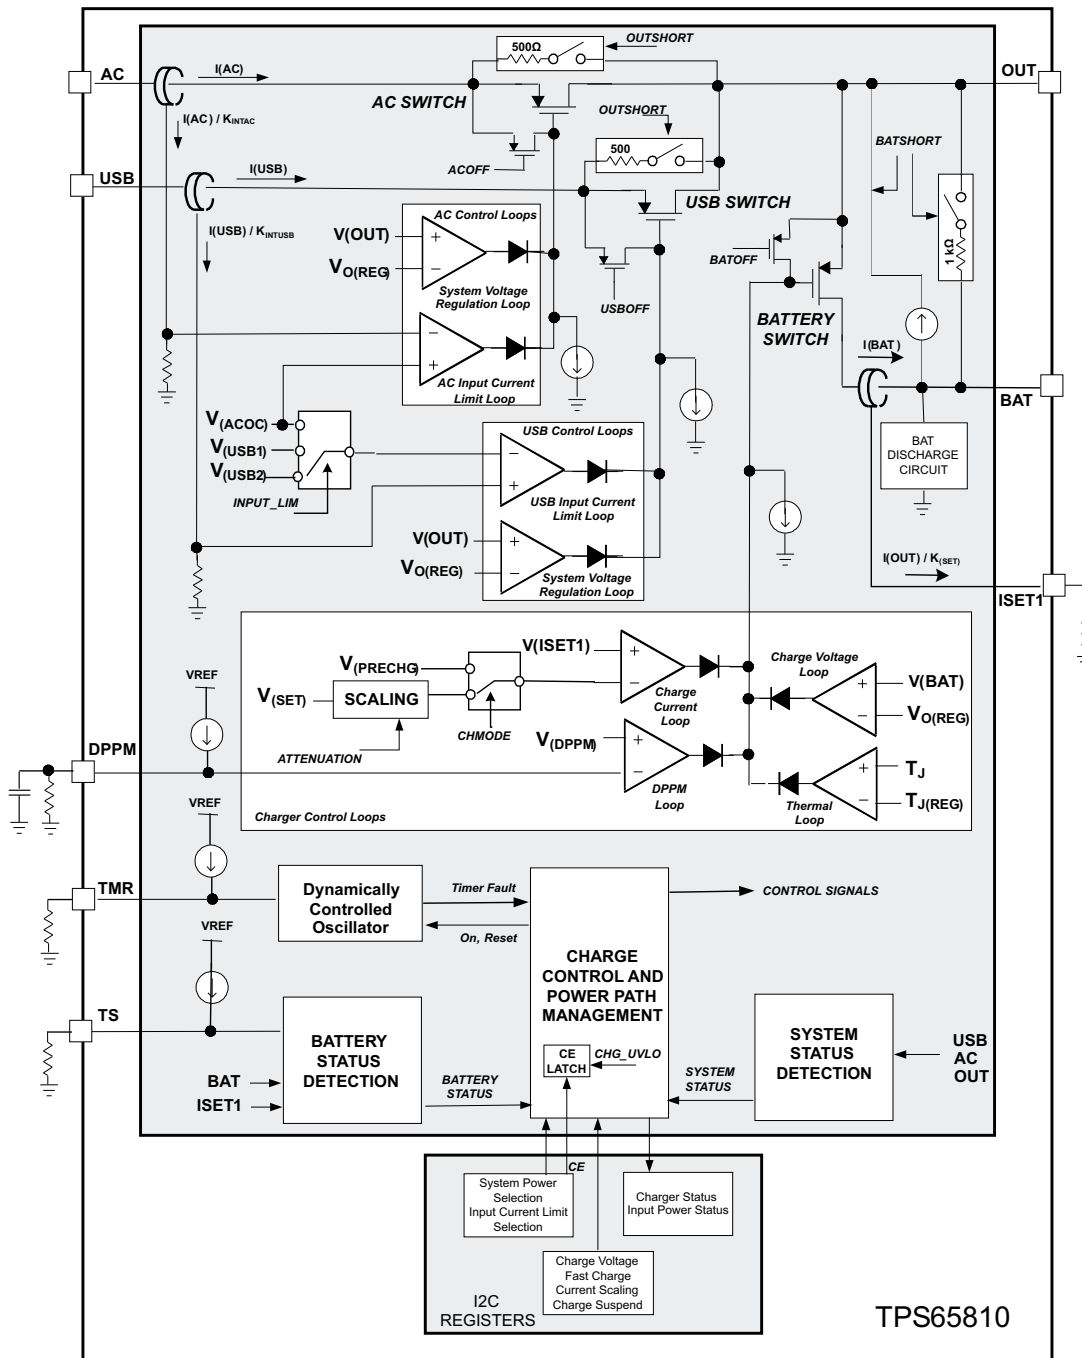 500Ω
OUTSHORT
AC
I(AC)
OUT
AC SWITCH
OUTSHORT
I(AC) / KINTAC
BATSHORT
500
ACOFF
USB
I(USB)
USB SWITCH
AC Control Loops
I(USB) / KINTUSB
V(OUT)
VO(REG)
BATOFF
1 kΩ
System Voltage
Regulation Loop
USBOFF
BATTERY
SWITCH
I(BAT)
AC Input Current
Limit Loop
BAT
V(ACOC)
USB Control Loops
BAT
DISCHARGE
CIRCUIT
V(USB1)
V(USB2)
INPUT_LIM
USB Input Current
Limit Loop
V(OUT)
VO(REG)
I(OUT) / K(SET)
System Voltage
Regulation Loop
ISET1
V(ISET1)
Charge Voltage
Loop
V(PRECHG)
VREF
V(BAT)
V(SET)
SCALING
Charge
Current
Loop
VO(REG)
CHMODE
V(DPPM)
DPPM
ATTENUATION
TJ
DPPM
Loop
Thermal
Loop
TJ(REG)
VREF
Charger Control Loops
TMR
Dynamically
Controlled
Oscillator
Timer Fault
CONTROL SIGNALS
VREF
On, Reset
CHARGE
CONTROL AND
POWER PATH
MANAGEMENT
TS
BATTERY
STATUS
DETECTION
SYSTEM
STATUS
DETECTION
USB
AC
OUT
CE
LATCH
CHG_UVLO
BAT
ISET1
BATTERY
STATUS
SYSTEM
STATUS
CE
System Power
Selection
Input Current Limit
Selection
Charger Status
Input Power Status
Charge Voltage
Fast Charge
Current Scaling
Charge Suspend
I2C
REGISTERS
TPS65810